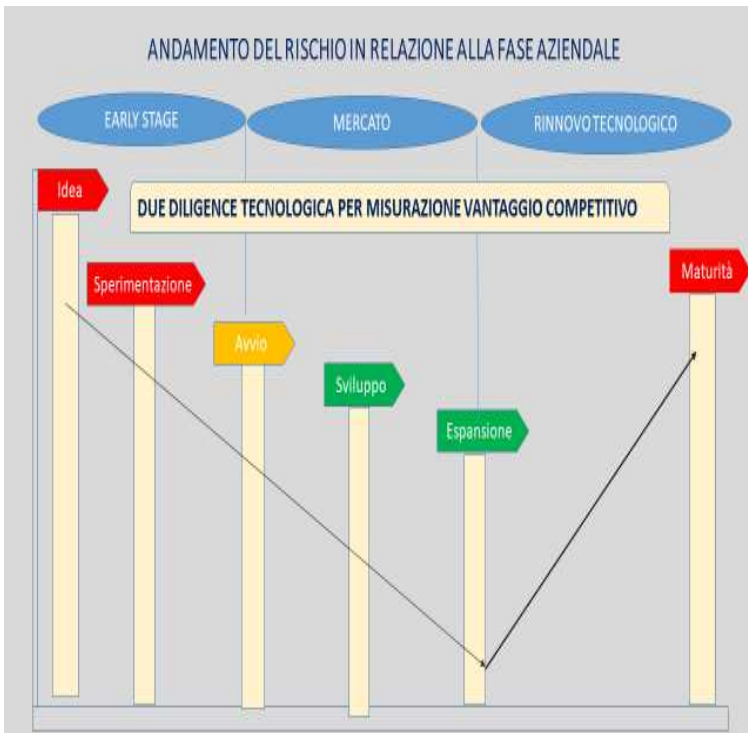 ANDAMENTO DEL RISCHIO IN RELAZIONE ALLA FASE AZIENDALE
EARLY STAGE
MERCATO
RINNOVO TECNOLOGICO
Idea
DUE DILIGENCE TECNOLOGICA PER MISURAZIONE VANTAGGIO COMPETITIVO
Sperimentazione
Maturità
Avvio
Sviluppo
Espansione